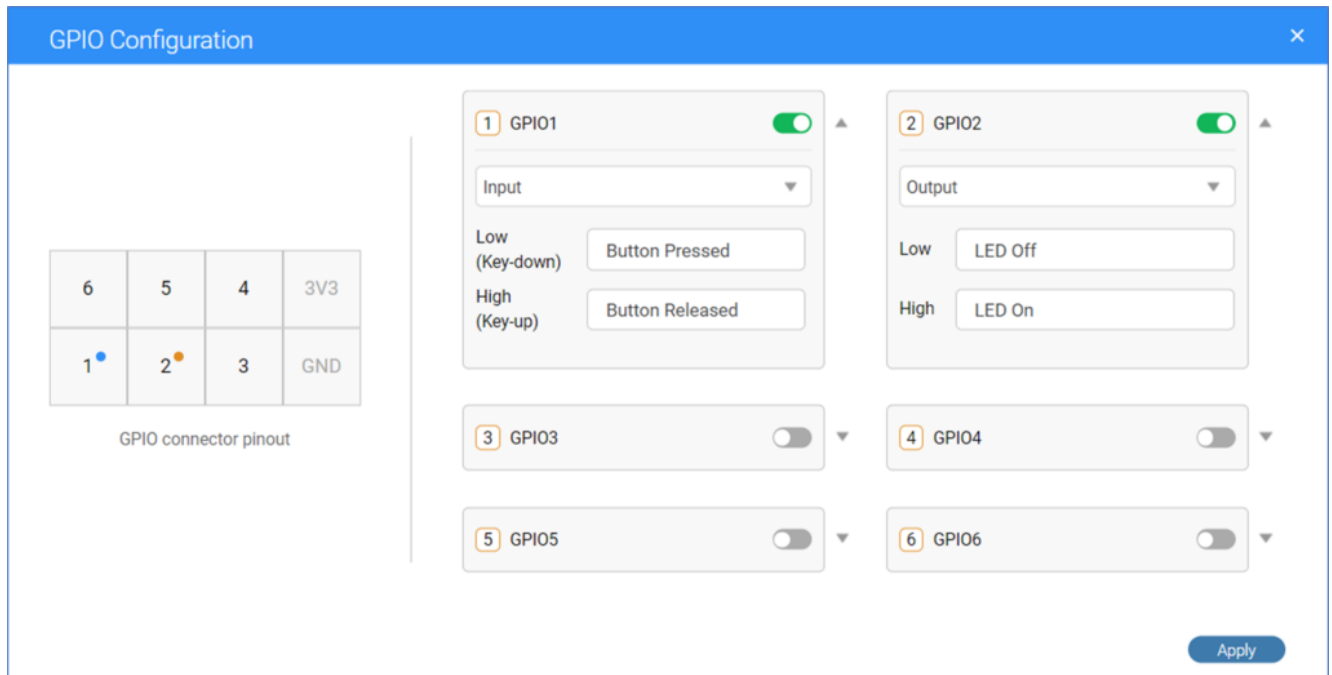 GPIO Configuration
6 5 4 3V3
1 2 3 GND
GPIO connector pinout
1 GPIO1
Input
Low
(Key-down)
Button Pressed
High
(Key-up)
Button Released
2 GPIO2
Output
Low LED Off
High LED On
3 GPIO3
4 GPIO4
5 GPIO5
6 GPIO6
Apply